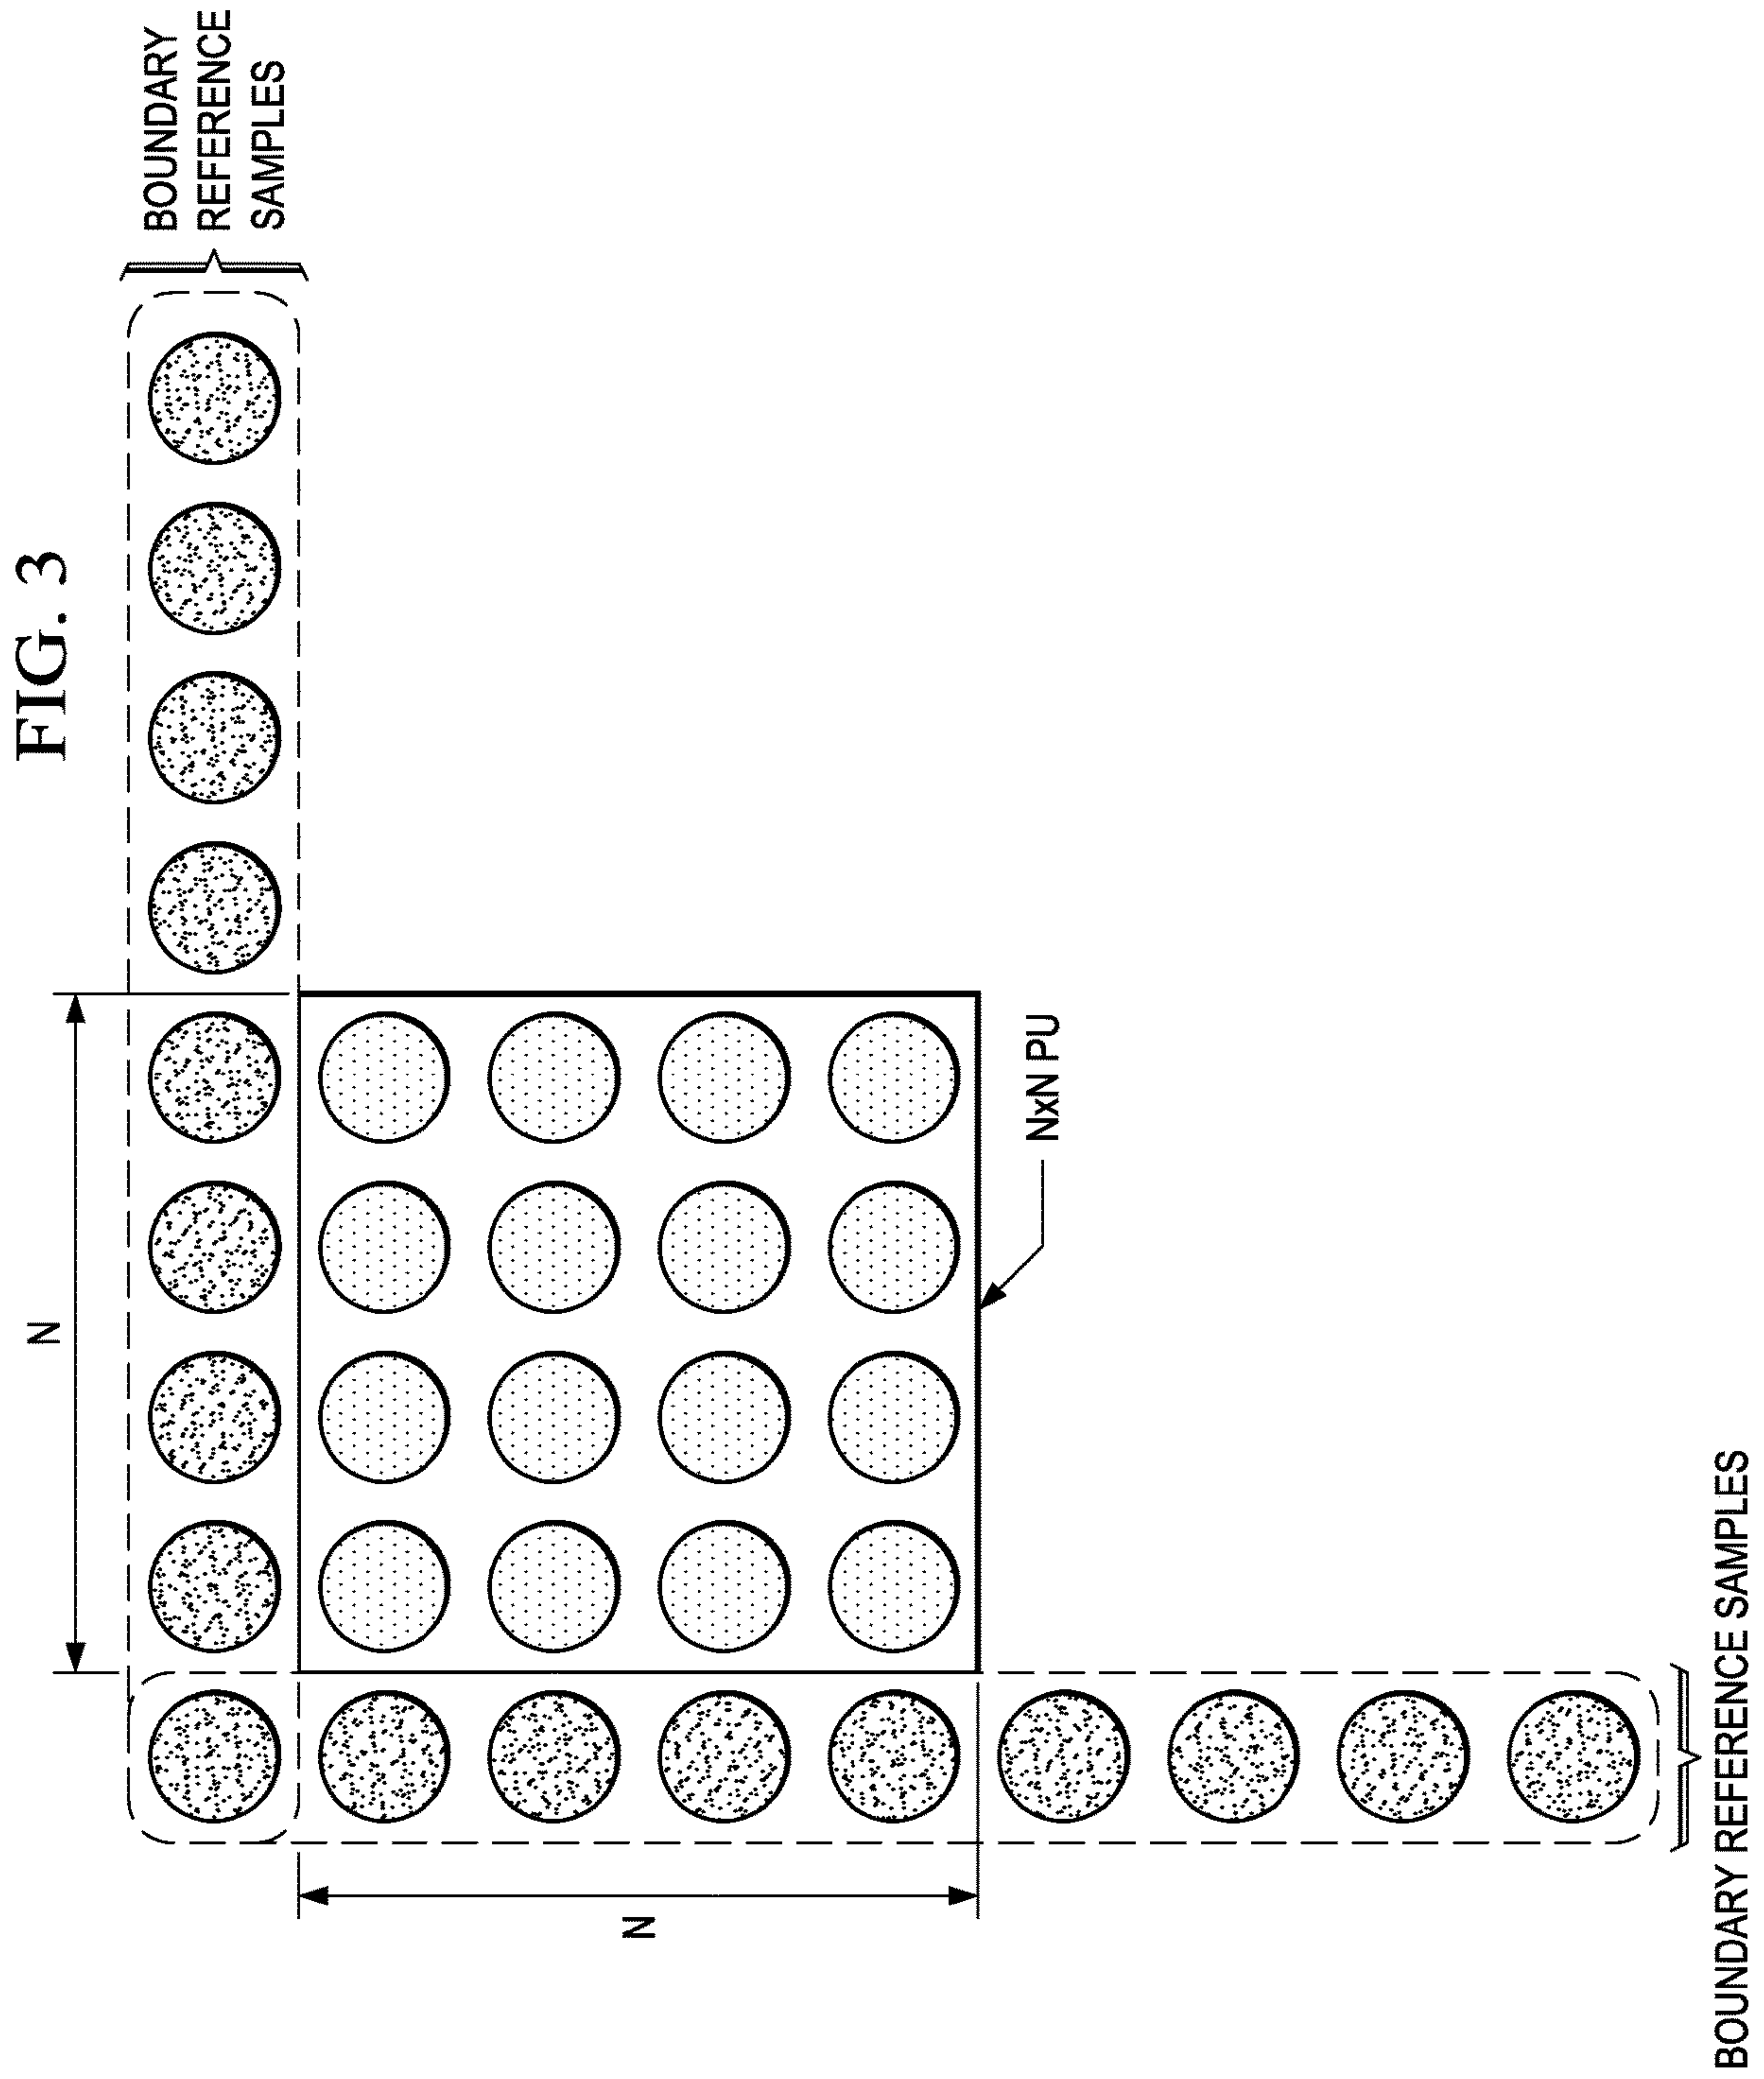 FIG. 3
BOUNDARY
REFERENCE
SAMPLES
N
N
NxN PU
BOUNDARY REFERENCE SAMPLES